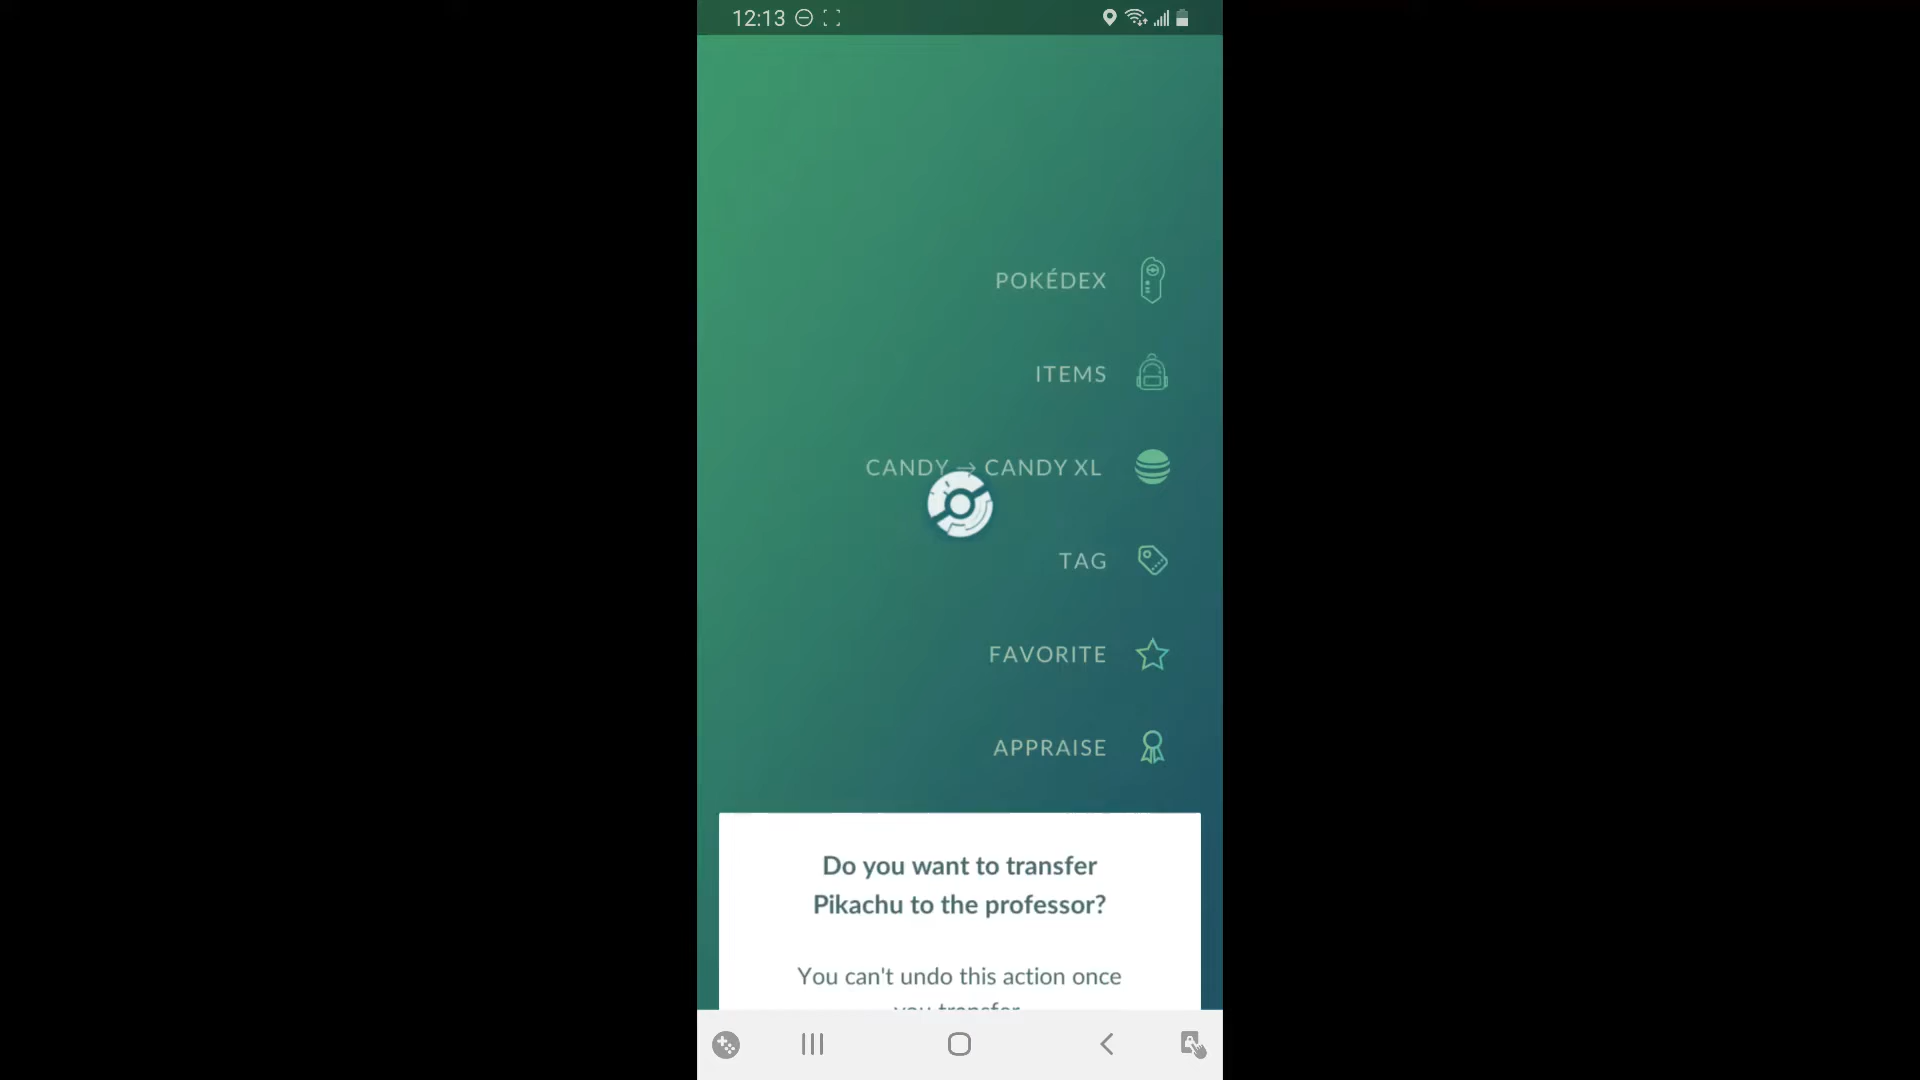 12:13
POKÉDEX
ITEMS
CANDY → CANDY XL
TAG
FAVORITE
APPRAISE
Do you want to transfer
Pikachu to the professor?
You can't undo this action once
you transfer